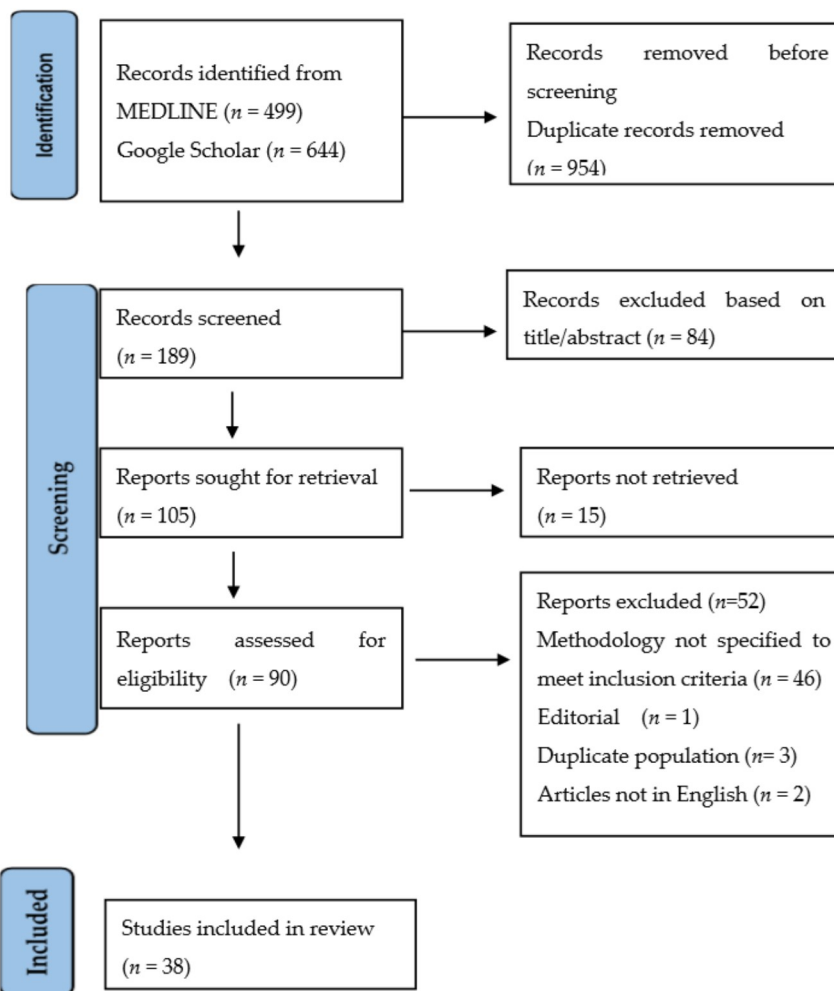 Identification
Records identified from
MEDLINE (n = 499)
Google Scholar (n = 644)
Records removed before
screening
Duplicate records removed
(n = 954)
Screening
Records screened
(n = 189)
Records excluded based on
title/abstract (n = 84)
Reports sought for retrieval
(n = 105)
Reports not retrieved
(n = 15)
Reports assessed for
eligibility (n = 90)
Reports excluded (n=52)
Methodology not specified to
meet inclusion criteria (n = 46)
Editorial (n = 1)
Duplicate population (n= 3)
Articles not in English (n = 2)
Included
Studies included in review
(n = 38)